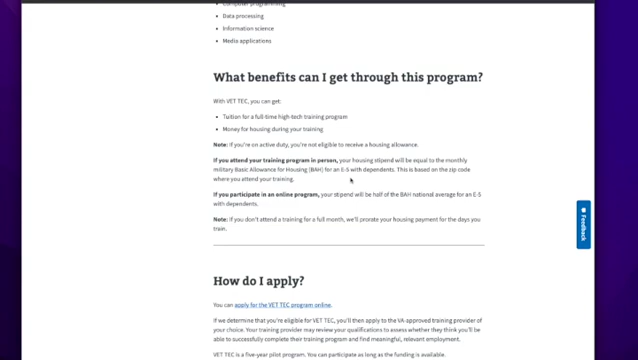 Computer programming
Data processing
Information science
Media applications
What benefits can I get through this program?
With VET TEC, you can get:
Tuition for a full-time high-tech training program
Money for housing during your training
Note: If you're on active duty, you're not eligible to receive a housing allowance.
If you attend your training program in person, your housing stipend will be equal to the monthly
military Basic Allowance for Housing (BAH) for an E-5 with dependents. This is based on the zip code
where you attend your training.
If you participate in an online program, your stipend will be half of the BAH national average for an E-5
with dependents.
Note: If you don't attend a training for a full month, we'll prorate your housing payment for the days you
train.
Feedback
How do I apply?
You can apply for the VET TEC program online.
If we determine that you're eligible for VET TEC, you'll then apply to the VA-approved training provider of
your choice. Your training provider may review your qualifications to assess whether they think you'll be
able to successfully complete their training program and find meaningful, relevant employment.
VET TEC is a five-year pilot program. You can participate as long as the funding is available.